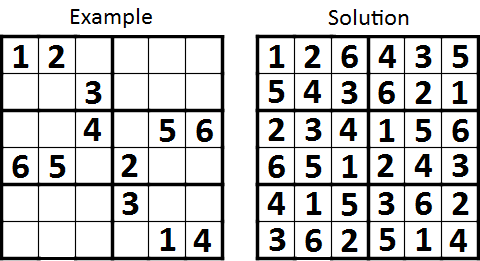 Example Solution
1 2 1 2 6 4 3 5
3 5 4 3 6 2 1
4 5 6 2 3 4 1 5 6
6 5 2 6 5 1 2 4 3
3 4 1 5 3 6 2
1 4 3 6 2 5 1 4